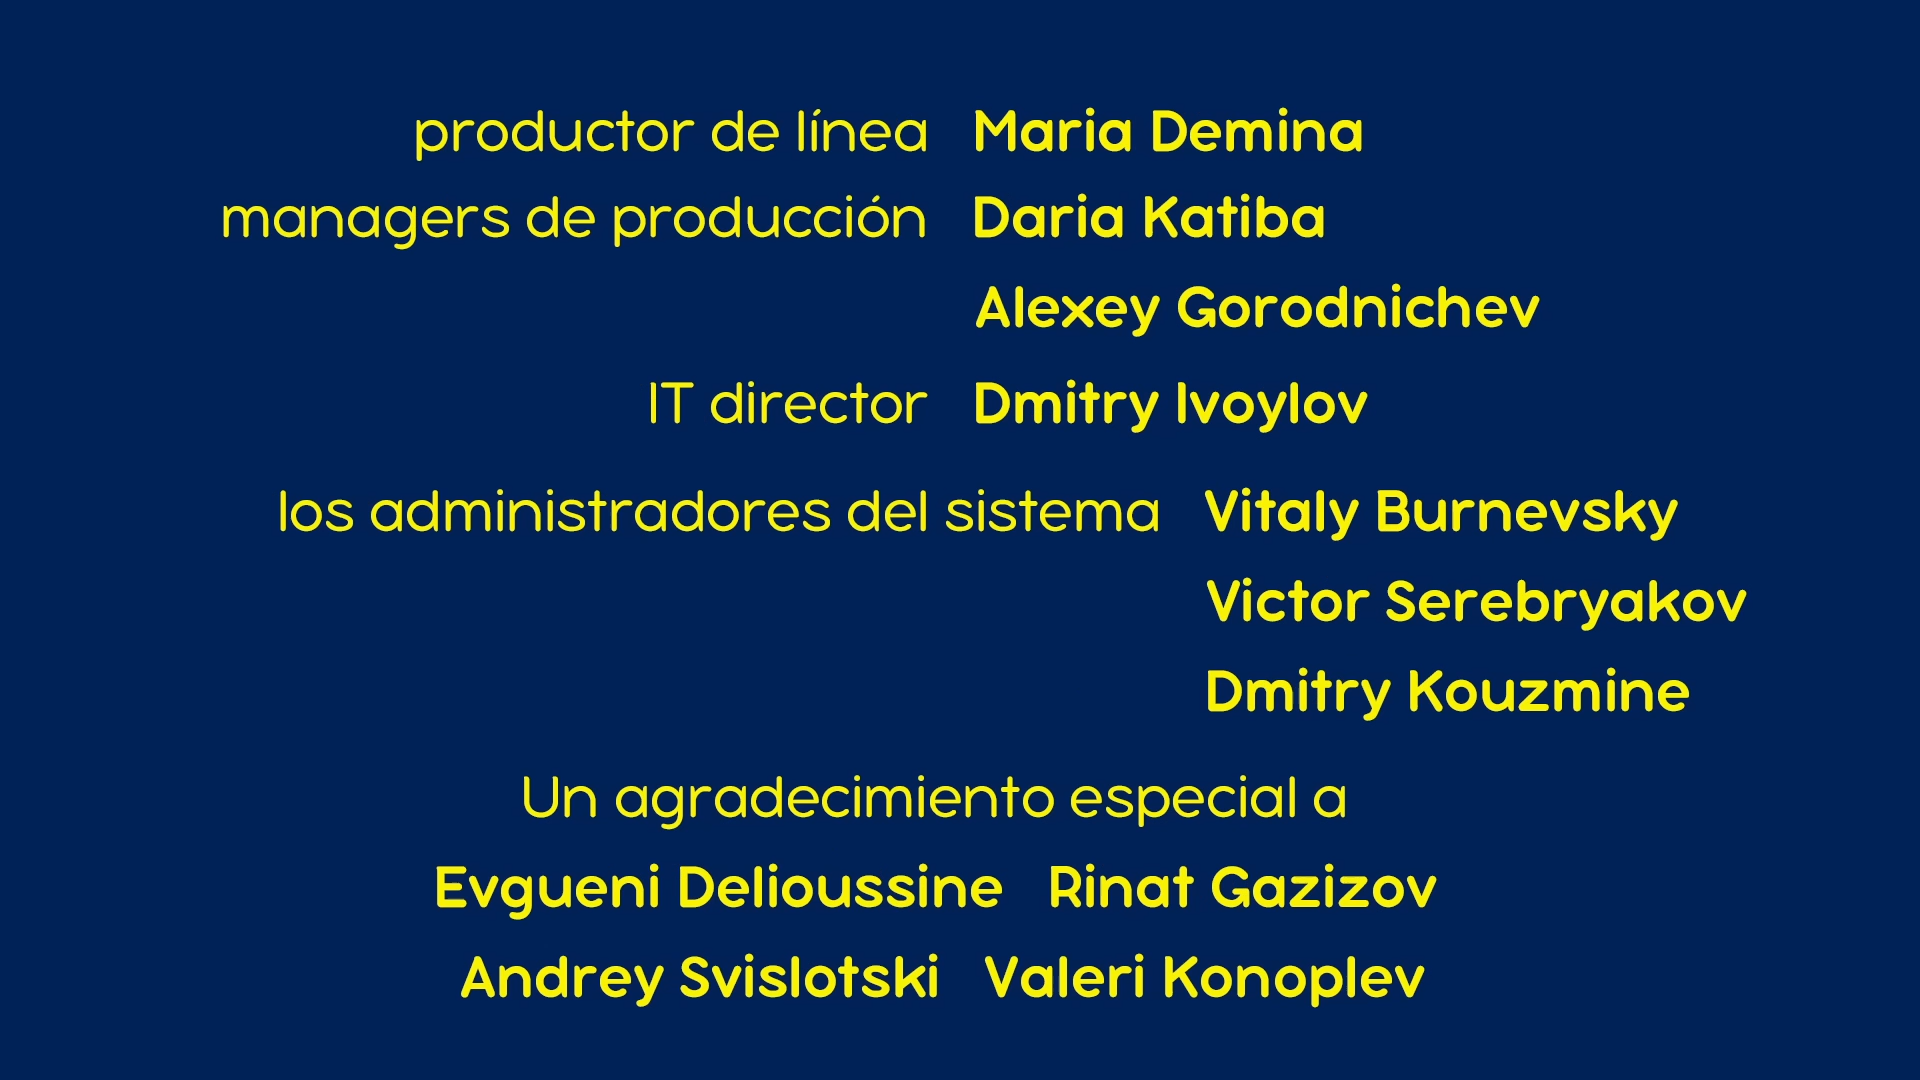 productor de línea Maria Demina
managers de producción Daria Katiba
Alexey Gorodnichev
IT director Dmitry Ivoylov
los administradores del sistema Vitaly Burnevsky
Victor Serebryakov
Dmitry Kouzmine
Un agradecimiento especial a
Evgueni Delioussine Rinat Gazizov
Andrey Svislotski Valeri Konoplev